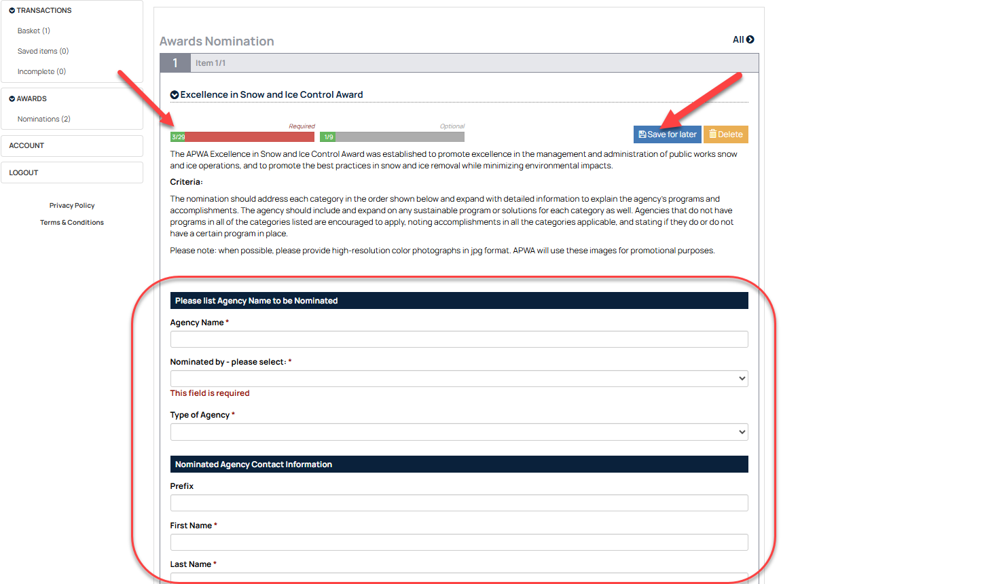 TRANSACTIONS
Basket (1)
Saved items (0)
Incomplete (0)
AWARDS
Nominations (2)
ACCOUNT
LOGOUT
Privacy Policy
Terms & Conditions
Awards Nomination
All
1 Item 1/1
Excellence in Snow and Ice Control Award
Required Optional
3/29 1/9
Save for later Delete
The APWA Excellence in Snow and Ice Control Award was established to promote excellence in the management and administration of public works snow
and ice operations, and to promote the best practices in snow and ice removal while minimizing environmental impacts.
Criteria:
The nomination should address each category in the order shown below and expand with detailed information to explain the agency's programs and
accomplishments. The agency should include and expand on any sustainable program or solutions for each category as well. Agencies that do not have
programs in all of the categories listed are encouraged to apply, noting accomplishments in all the categories applicable, and stating if they do or do not
have a certain program in place.
Please note: when possible, please provide high-resolution color photographs in jpg format. APWA will use these images for promotional purposes.
Please list Agency Name to be Nominated
Agency Name *
Nominated by - please select: *
This field is required
Type of Agency *
Nominated Agency Contact Information
Prefix
First Name *
Last Name *